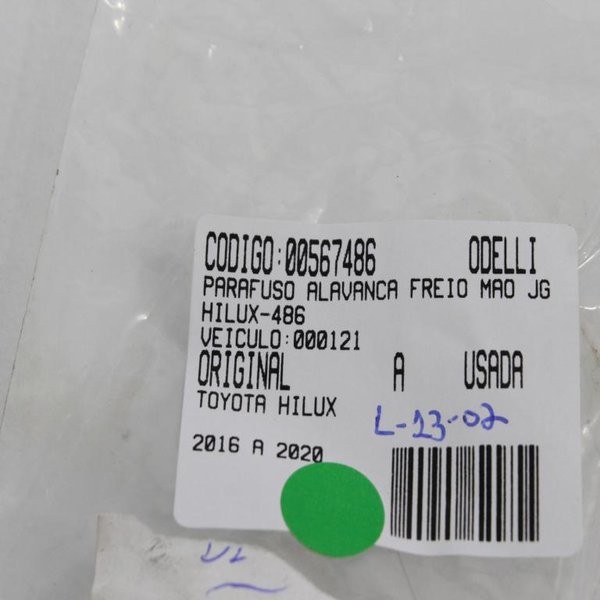 CODIGO:00567486 ODELLI
PARAFUSO ALAVANCA FREIO MAO JG
HILUX-486
VEICULO:000121
ORIGINAL A USADA
TOYOTA HILUX
L-13-02
2016 A 2020